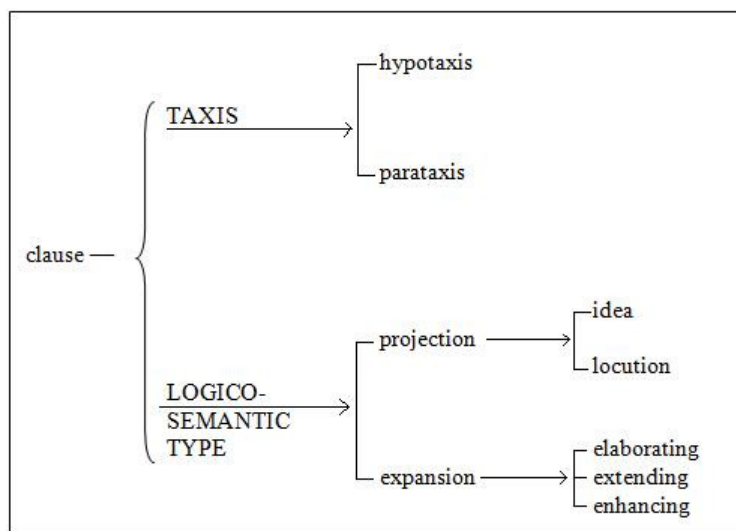 hypotaxis
TAXIS
parataxis
clause
idea
projection
locution
LOGICO-
SEMANTIC
TYPE
elaborating
expansion
extending
enhancing